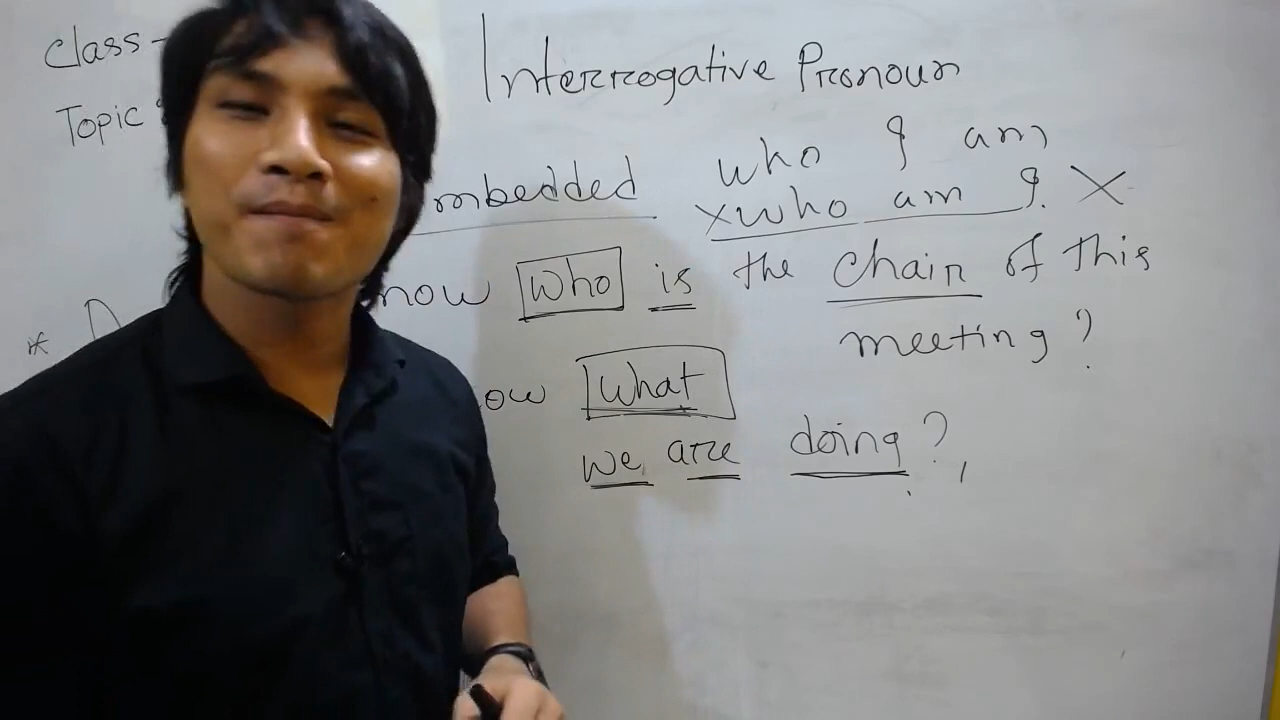 Class -
Topic
Interrogative Pronoun
mbedded
who I am
x who am I. X
now who is the chair of this
meeting?
ow what
we are doing?